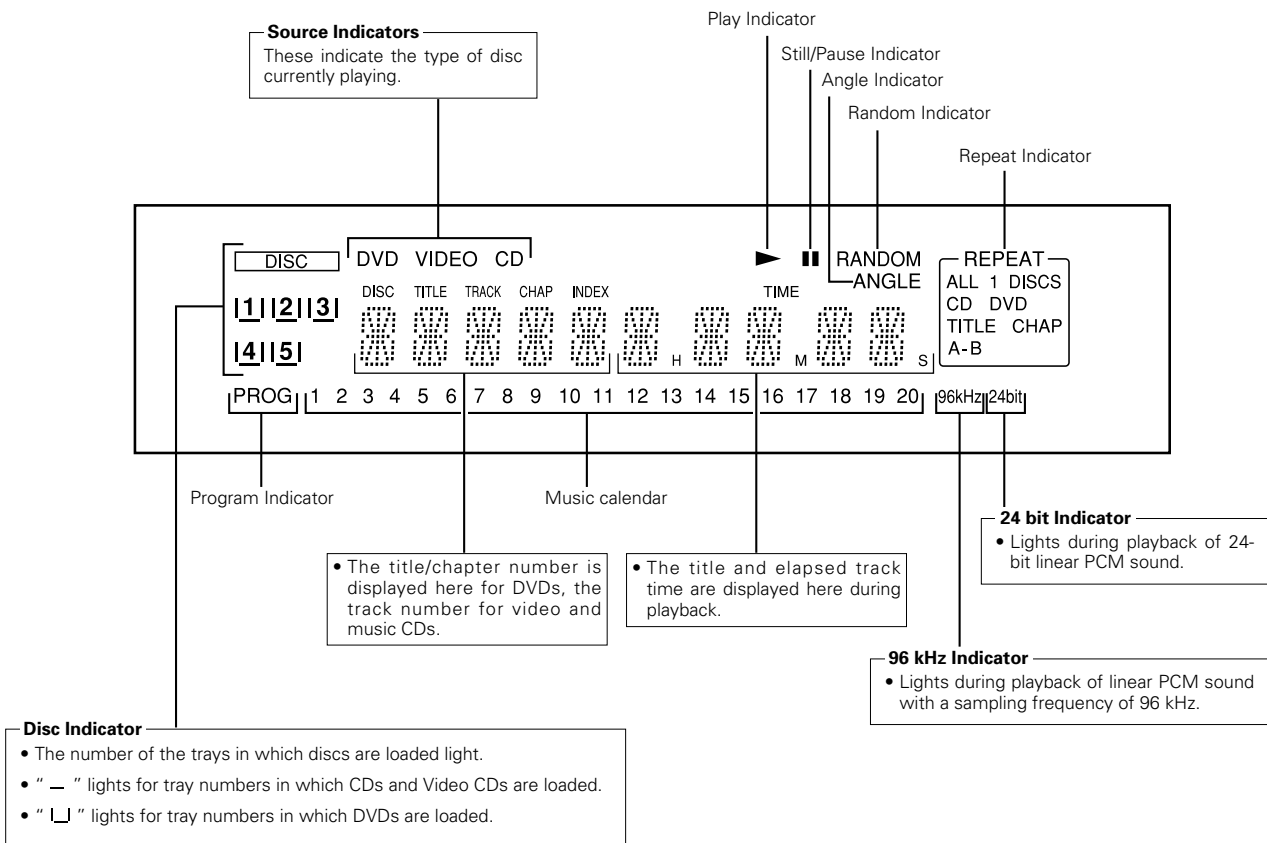 Play Indicator
Source Indicators
These indicate the type of disc
currently playing.
Still/Pause Indicator
Angle Indicator
Random Indicator
Repeat Indicator
DISC
DVD VIDEO CD
RANDOM
ANGLE
REPEAT
ALL 1 DISCS
CD DVD
TITLE CHAP
A-B
DISC TITLE TRACK CHAP INDEX TIME
1 2 3
4 5
H M S
PROG 1 2 3 4 5 6 7 8 9 10 11 12 13 14 15 16 17 18 19 20 96kHz 24bit
Program Indicator
Music calendar
24 bit Indicator
• Lights during playback of 24-
bit linear PCM sound.
• The title/chapter number is
displayed here for DVDs, the
track number for video and
music CDs.
• The title and elapsed track
time are displayed here during
playback.
96 kHz Indicator
• Lights during playback of linear PCM sound
with a sampling frequency of 96 kHz.
Disc Indicator
• The number of the trays in which discs are loaded light.
• " – " lights for tray numbers in which CDs and Video CDs are loaded.
• " ⊔ " lights for tray numbers in which DVDs are loaded.